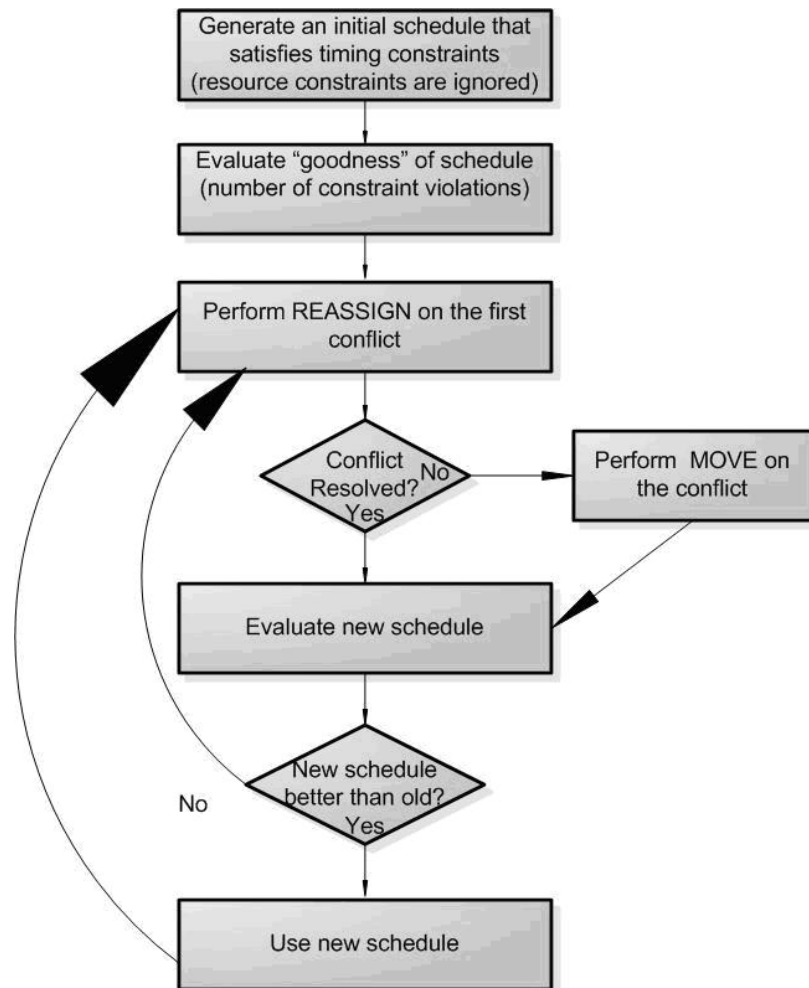 Generate an initial schedule that
satisfies timing constraints
(resource constraints are ignored)
Evaluate “goodness” of schedule
(number of constraint violations)
Perform REASSIGN on the first
conflict
Conflict
Resolved?
No
Yes
Perform MOVE on
the conflict
Evaluate new schedule
New schedule
better than old?
Yes
No
Use new schedule